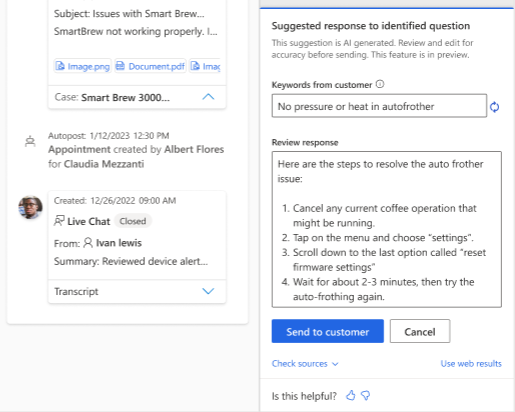 Subject: Issues with Smart Brew...
SmartBrew not working properly. I...
Image.png
Document.pdf
Imag
Case: Smart Brew 3000...
Autopost: 1/12/2023 12:30 PM
Appointment created by Albert Flores
for Claudia Mezzanti
Created: 12/26/2022 09:00 AM
Live Chat Closed
From: Ivan lewis
Summary: Reviewed device alert...
Transcript
Suggested response to identified question
This suggestion is AI generated. Review and edit for
accuracy before sending. This feature is in preview.
Keywords from customer
No pressure or heat in autofrother
Review response
Here are the steps to resolve the auto frother
issue:
1. Cancel any current coffee operation that
might be running.
2. Tap on the menu and choose "settings".
3. Scroll down to the last option called "reset
firmware settings"
4. Wait for about 2-3 minutes, then try the
auto-frothing again.
Send to customer
Cancel
Check sources
Use web results
Is this helpful?